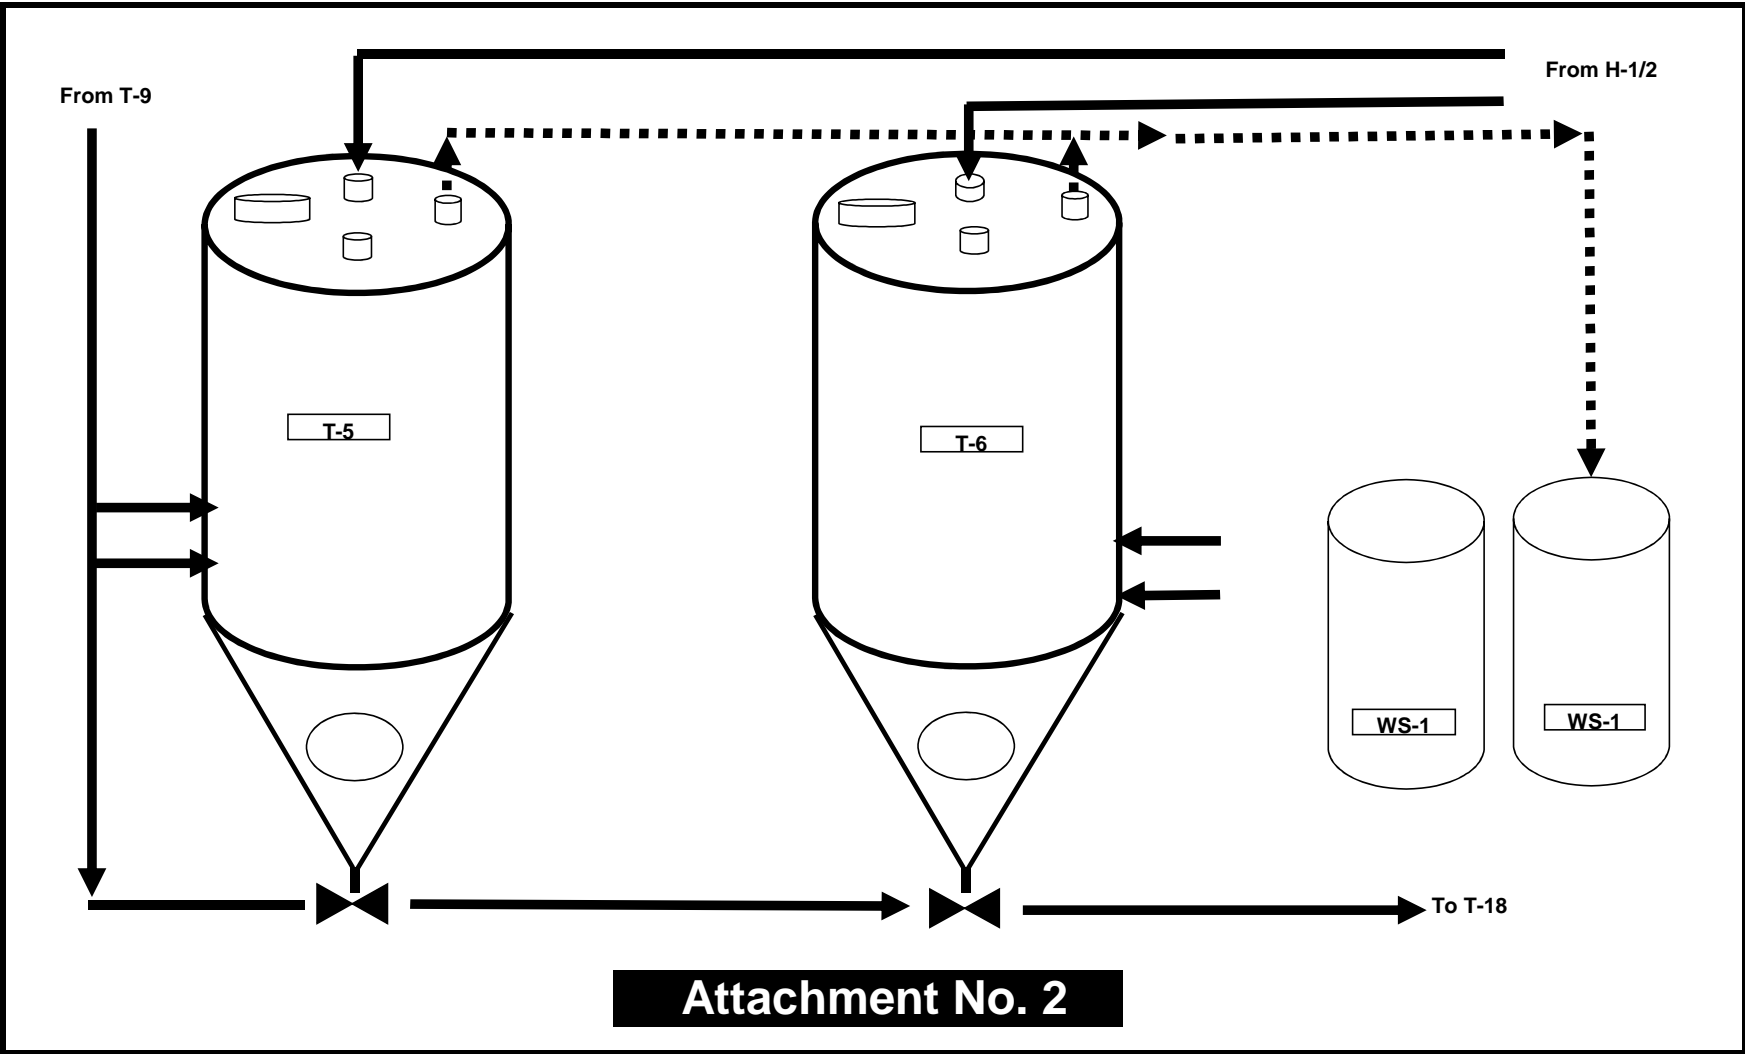 From H-1/2
From T-9
T-5
T-6
WS-1
WS-1
To T-18
Attachment No. 2